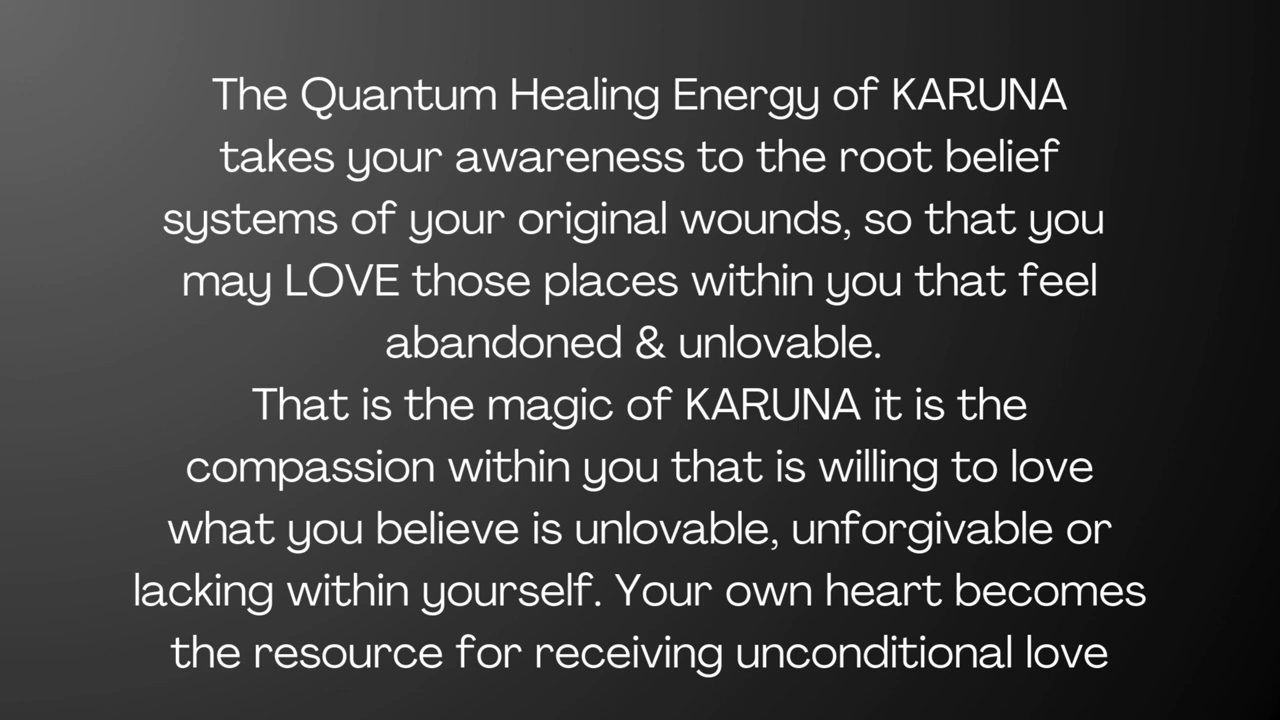 The Quantum Healing Energy of KARUNA
takes your awareness to the root belief
systems of your original wounds, so that you
may LOVE those places within you that feel
abandoned & unlovable.
That is the magic of KARUNA it is the
compassion within you that is willing to love
what you believe is unlovable, unforgivable or
lacking within yourself. Your own heart becomes
the resource for receiving unconditional love